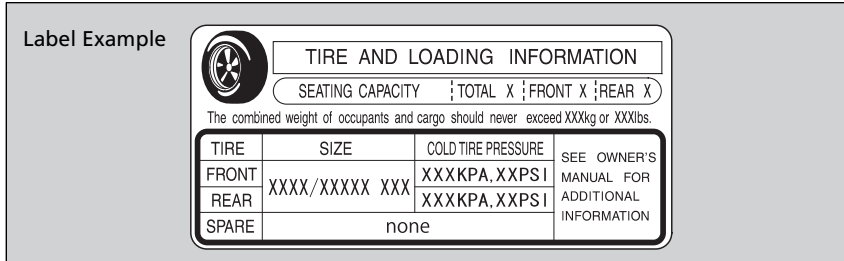 Label Example
TIRE AND LOADING INFORMATION
SEATING CAPACITY TOTAL X FRONT X REAR X
The combined weight of occupants and cargo should never exceed XXXkg or XXXlbs.
TIRE SIZE COLD TIRE PRESSURE SEE OWNER'S
FRONT XXXX/XXXXX XXX XXXKPA,XXPSI MANUAL FOR
REAR XXXKPA,XXPSI ADDITIONAL
INFORMATION
SPARE none